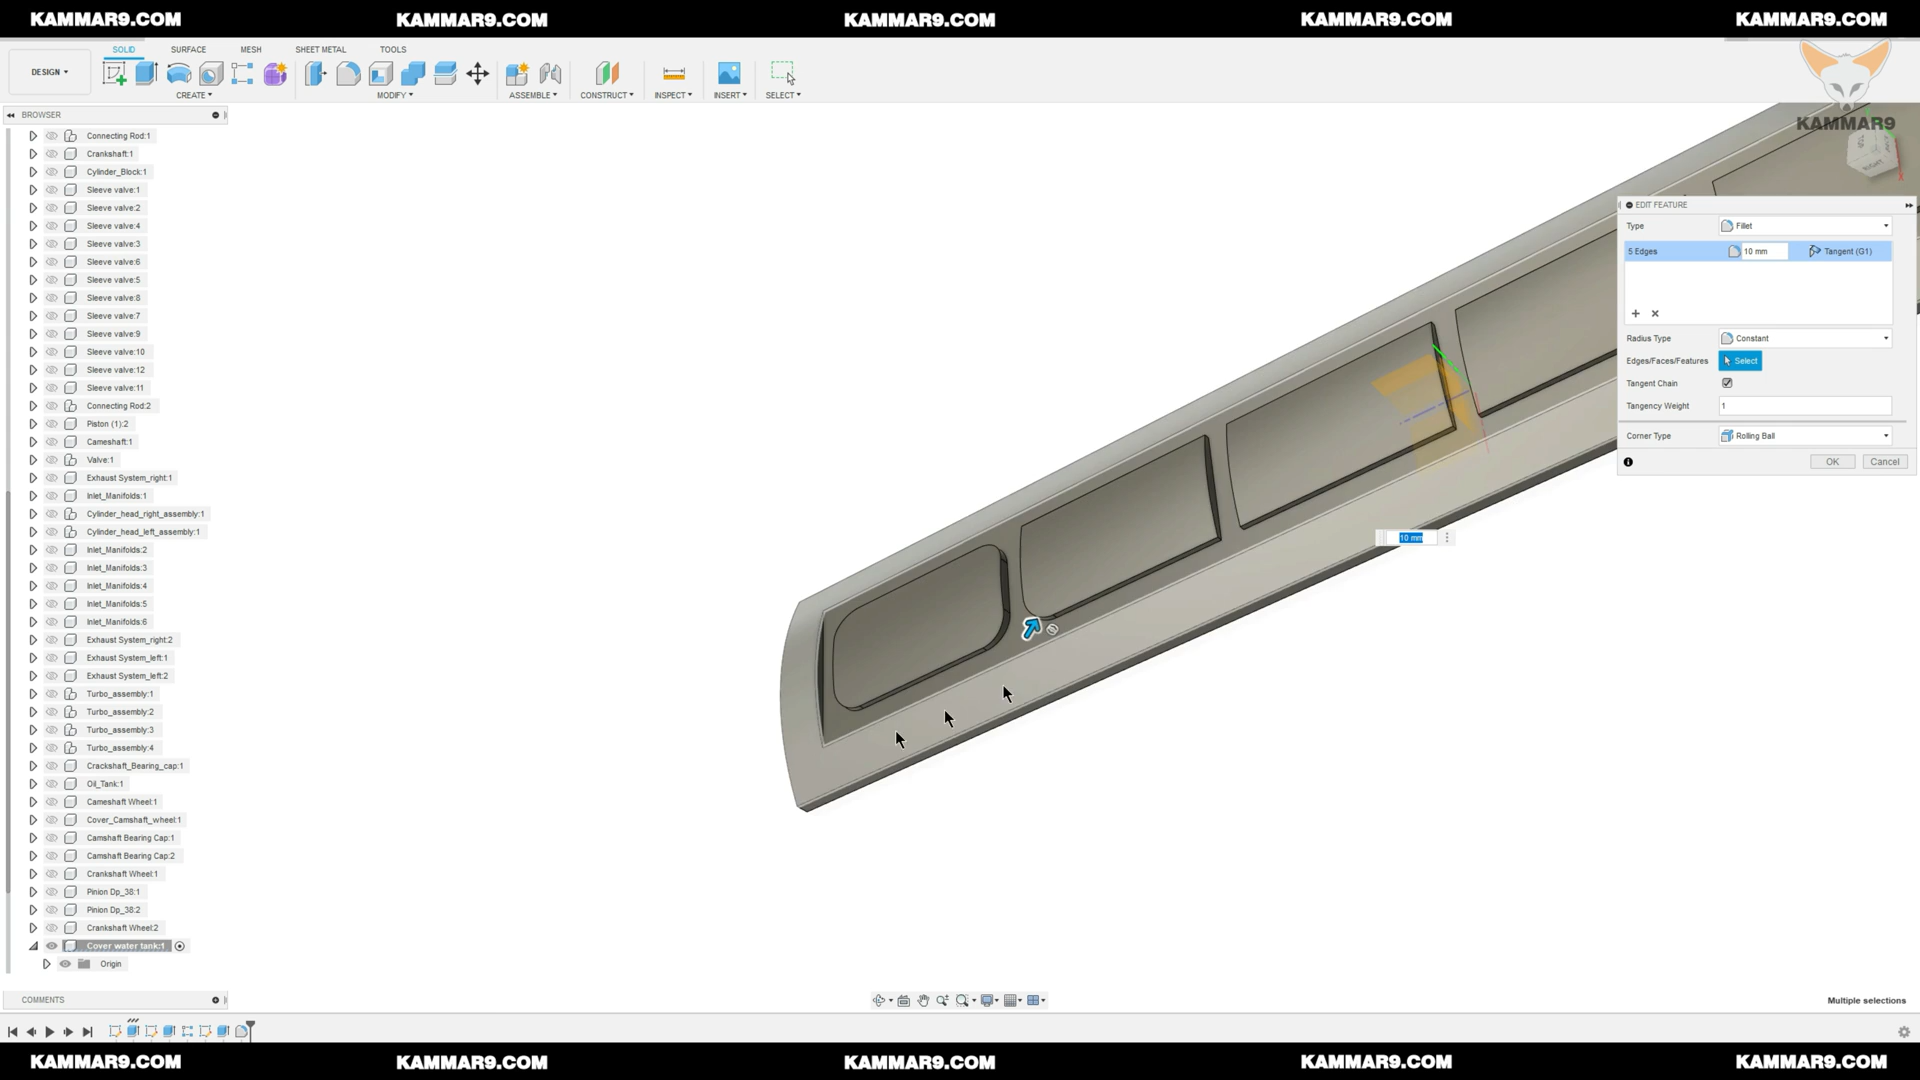 KAMMAR9.COM KAMMAR9.COM KAMMAR9.COM KAMMAR9.COM KAMMAR9.COM
SOLID SURFACE MESH SHEET METAL TOOLS
DESIGN
CREATE MODIFY ASSEMBLE CONSTRUCT INSPECT INSERT SELECT
KAMMAR9
RIGHT
X
BROWSER
Connecting Rod:1
Crankshaft:1
Cylinder_Block:1
Sleeve valve:1
Sleeve valve:2
Sleeve valve:4
Sleeve valve:3
Sleeve valve:6
Sleeve valve:5
Sleeve valve:8
Sleeve valve:7
Sleeve valve:9
Sleeve valve:10
Sleeve valve:12
Sleeve valve:11
Connecting Rod:2
Piston (1):2
Cameshaft:1
Valve:1
Exhaust System_right:1
Inlet_Manifolds:1
Cylinder_head_right_assembly:1
Cylinder_head_left_assembly:1
Inlet_Manifolds:2
Inlet_Manifolds:3
Inlet_Manifolds:4
Inlet_Manifolds:5
Inlet_Manifolds:6
Exhaust System_right:2
Exhaust System_left:1
Exhaust System_left:2
Turbo_assembly:1
Turbo_assembly:2
Turbo_assembly:3
Turbo_assembly:4
Crackshaft_Bearing_cap:1
Oil_Tank:1
Cameshaft Wheel:1
Cover_Camshaft_wheel:1
Camshaft Bearing Cap:1
Camshaft Bearing Cap:2
Crankshaft Wheel:1
Pinion Dp_38:1
Pinion Dp_38:2
Crankshaft Wheel:2
Cover water tank:1
Origin
EDIT FEATURE
Type Fillet
5 Edges 10 mm Tangent (G1)
Radius Type Constant
Edges/Faces/Features Select
Tangent Chain
Tangency Weight 1
Corner Type Rolling Ball
OK Cancel
10 mm
COMMENTS
Multiple selections
KAMMAR9.COM KAMMAR9.COM KAMMAR9.COM KAMMAR9.COM KAMMAR9.COM